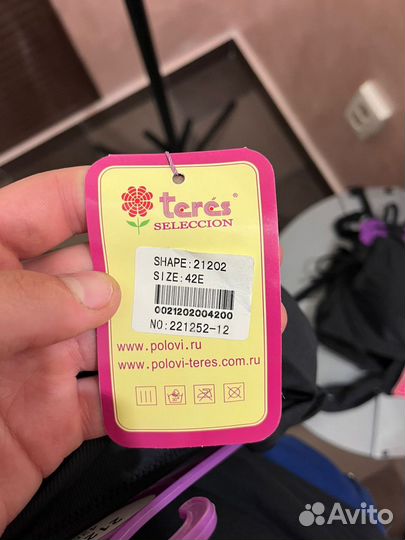 terés®
SELECCION
SHAPE:21202
SIZE:42E
0021202004200
NO:221252-12
www.polovi.ru
www.polovi-teres.com.ru
Avito